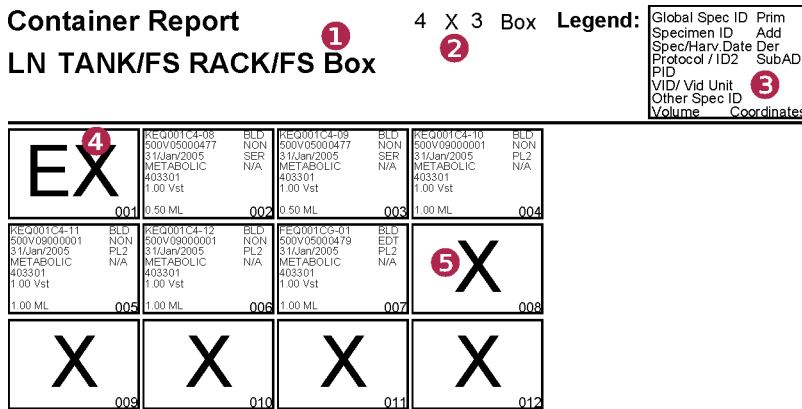 Container Report
4 X 3 Box
Legend:
1
2
LN TANK/FS RACK/FS Box
Global Spec ID Prim
Specimen ID Add
Spec/Harv.Date Der
Protocol / ID2 SubAD
PID
VID/ Vid Unit
3
Other Spec ID
Volume Coordinates
EX
4
001
KEQ001C4-08 BLD
500V05000477 NON
31/Jan/2005 SER
METABOLIC N/A
403301
1.00 Vst
0.50 ML 002
KEQ001C4-09 BLD
500V05000477 NON
31/Jan/2005 SER
METABOLIC N/A
403301
1.00 Vst
0.50 ML 003
KEQ001C4-10 BLD
500V09000001 NON
31/Jan/2005 PL2
METABOLIC N/A
403301
1.00 Vst
1.00 ML 004
KEQ001C4-11 BLD
500V09000001 NON
31/Jan/2005 PL2
METABOLIC N/A
403301
1.00 Vst
1.00 ML 005
KEQ001C4-12 BLD
500V09000001 NON
31/Jan/2005 PL2
METABOLIC N/A
403301
1.00 Vst
1.00 ML 006
FEQ001CG-01 BLD
500V05000479 EDT
31/Jan/2005 PL2
METABOLIC N/A
403301
1.00 Vst
1.00 ML 007
5
X
008
X
009
X
010
X
011
X
012